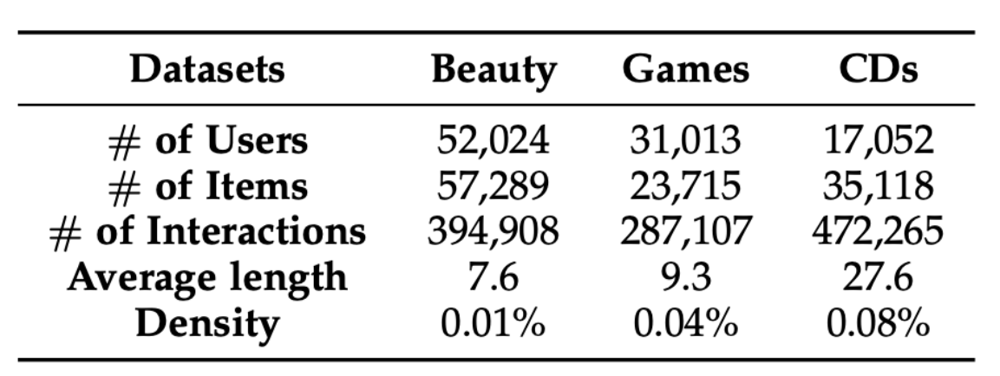 Datasets Beauty Games CDs
# of Users 52,024 31,013 17,052
# of Items 57,289 23,715 35,118
# of Interactions 394,908 287,107 472,265
Average length 7.6 9.3 27.6
Density 0.01% 0.04% 0.08%